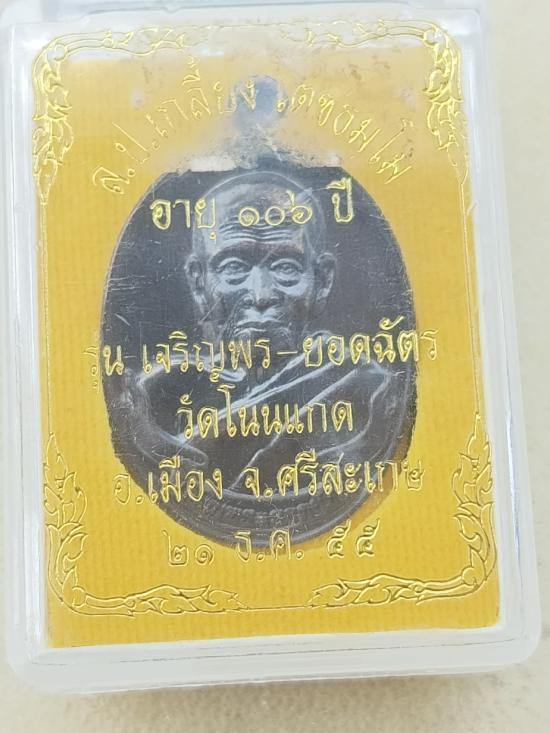 ล.ป.เกลี้ยง เตชธมฺโม
อายุ ๑๐๖ ปี
รุ่น เจริญพร-ยอดฉัตร
วัดโนนแกด
อ.เมือง จ.ศรีสะเกษ
๒๑ ธ.ค. ๕๕